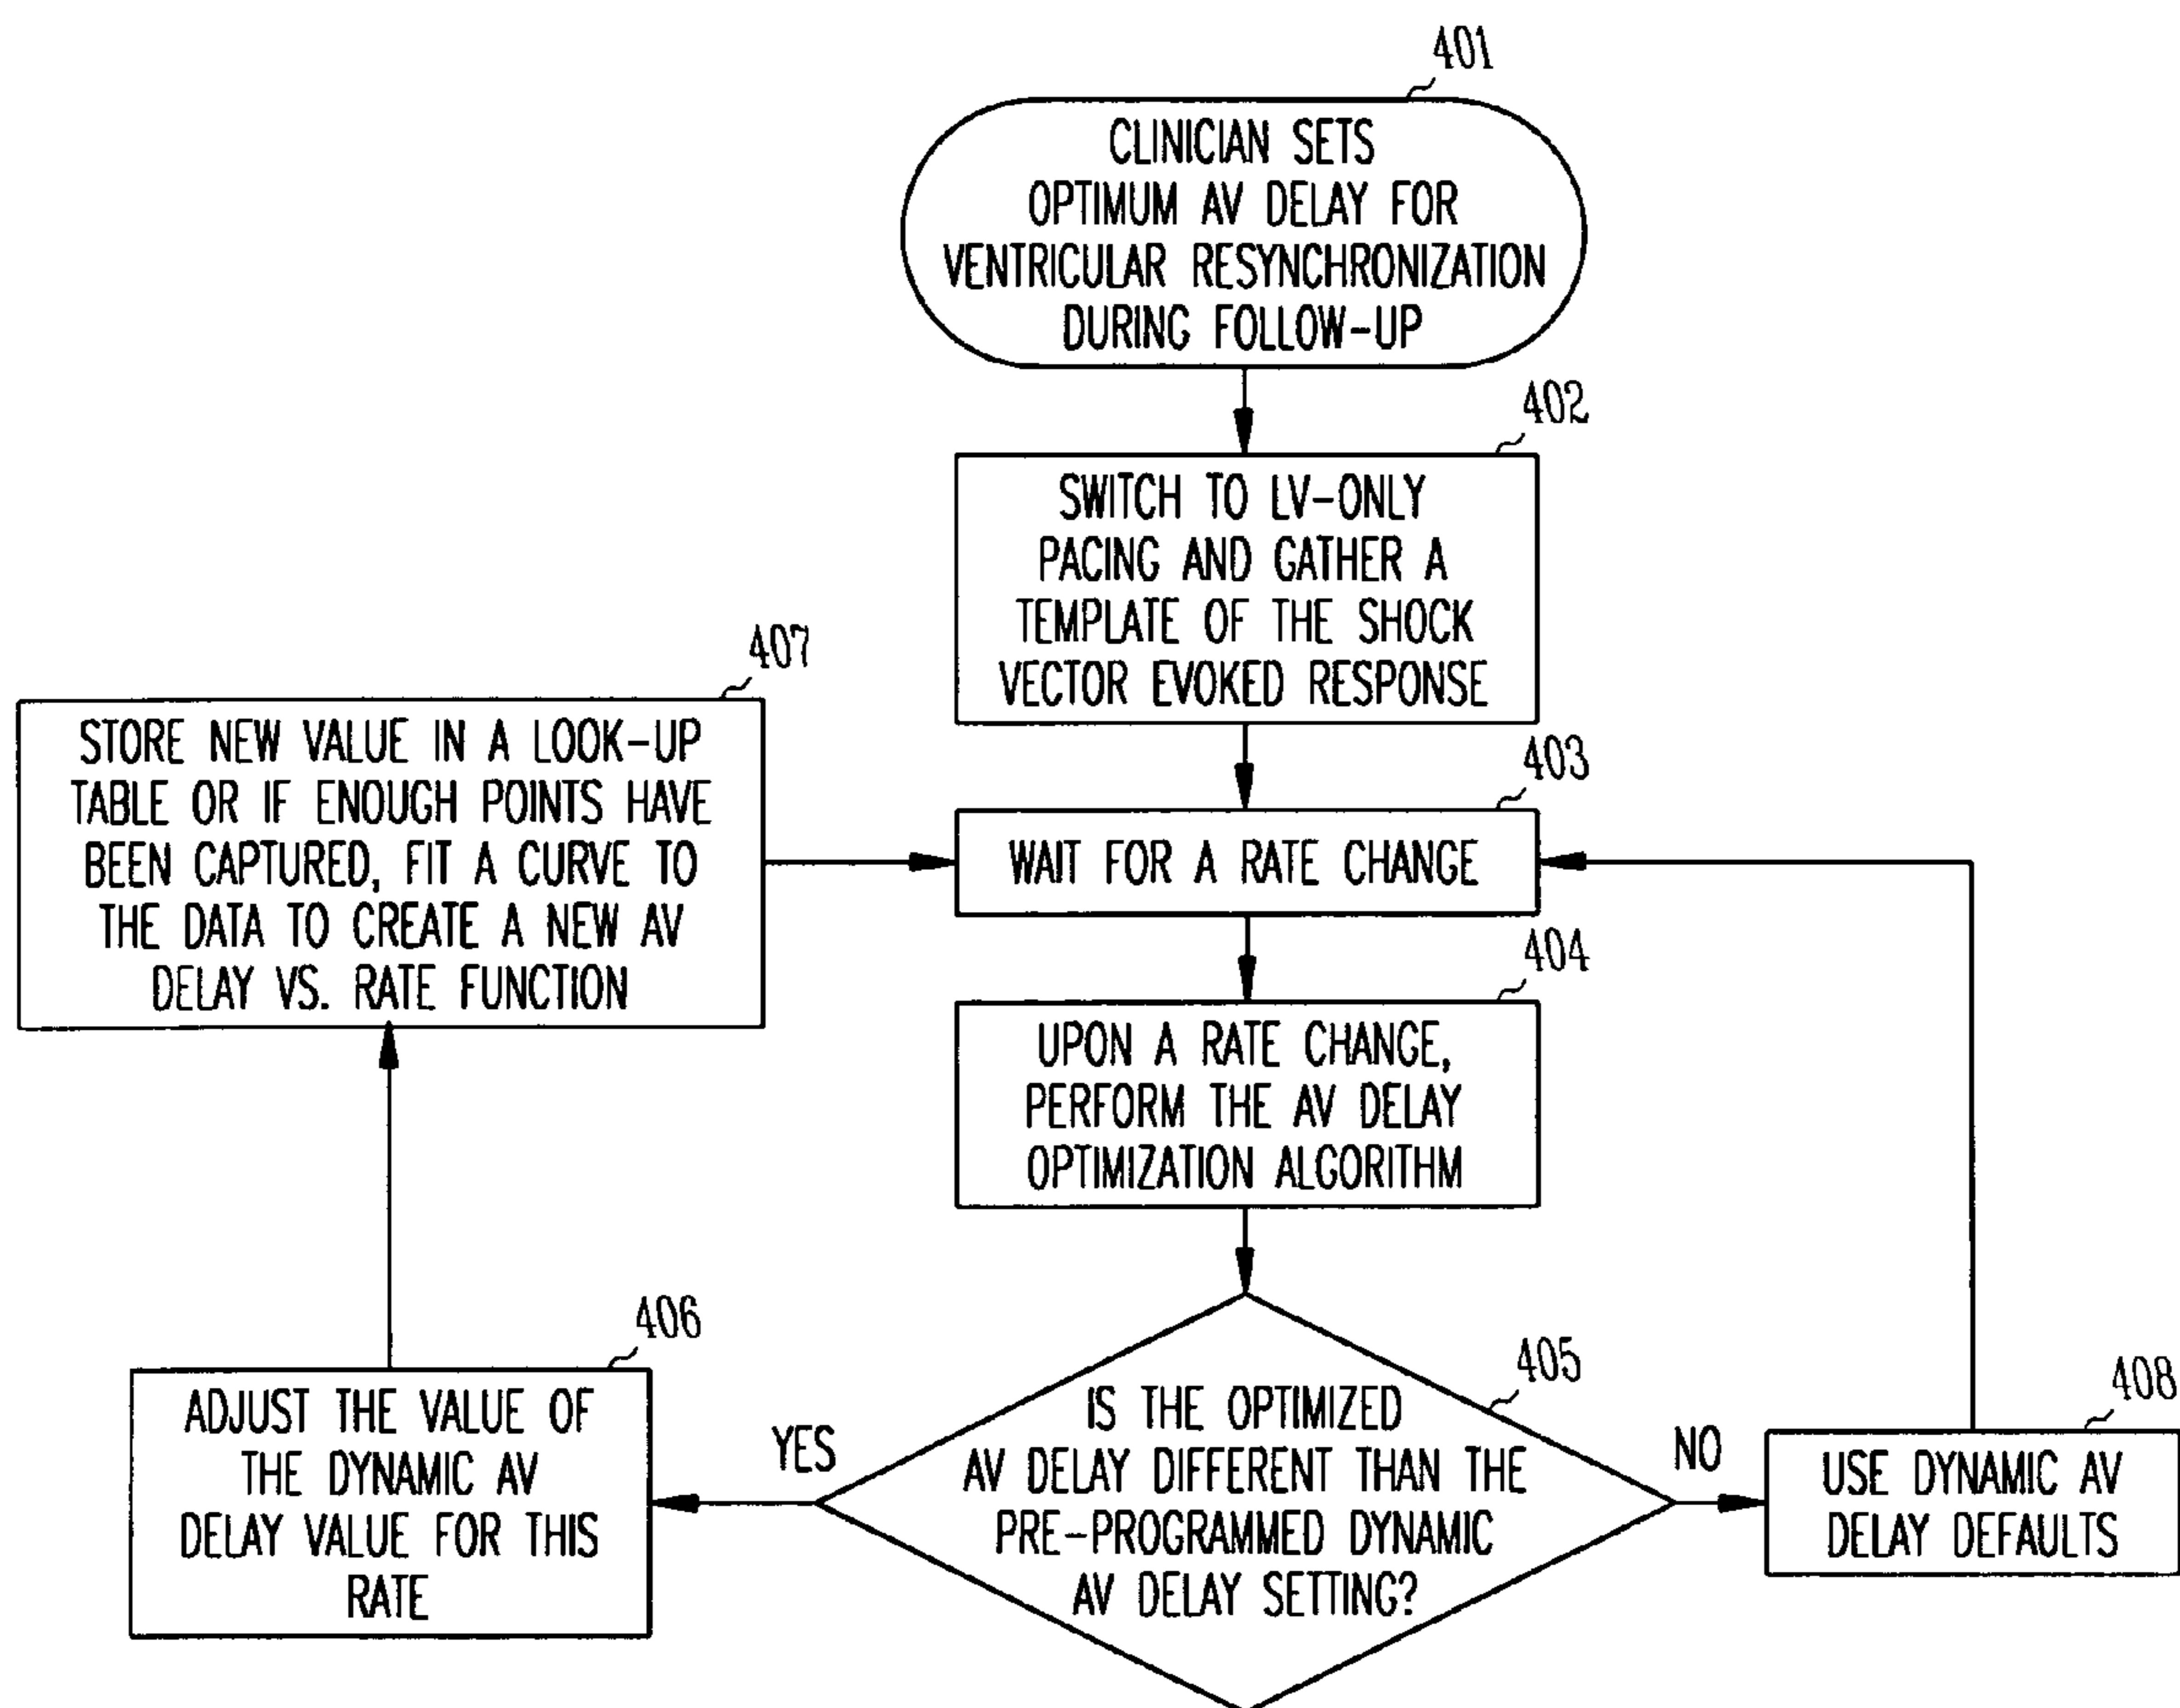 401
CLINICIAN SETS
OPTIMUM AV DELAY FOR
VENTRICULAR RESYNCHRONIZATION
DURING FOLLOW-UP
402
SWITCH TO LV-ONLY
PACING AND GATHER A
TEMPLATE OF THE SHOCK
VECTOR EVOKED RESPONSE
407
STORE NEW VALUE IN A LOOK-UP
TABLE OR IF ENOUGH POINTS HAVE
BEEN CAPTURED, FIT A CURVE TO
THE DATA TO CREATE A NEW AV
DELAY VS. RATE FUNCTION
403
WAIT FOR A RATE CHANGE
404
UPON A RATE CHANGE,
PERFORM THE AV DELAY
OPTIMIZATION ALGORITHM
406
ADJUST THE VALUE OF
THE DYNAMIC AV
DELAY VALUE FOR THIS
RATE
YES
405
IS THE OPTIMIZED
AV DELAY DIFFERENT THAN THE
PRE-PROGRAMMED DYNAMIC
AV DELAY SETTING?
NO
408
USE DYNAMIC AV
DELAY DEFAULTS